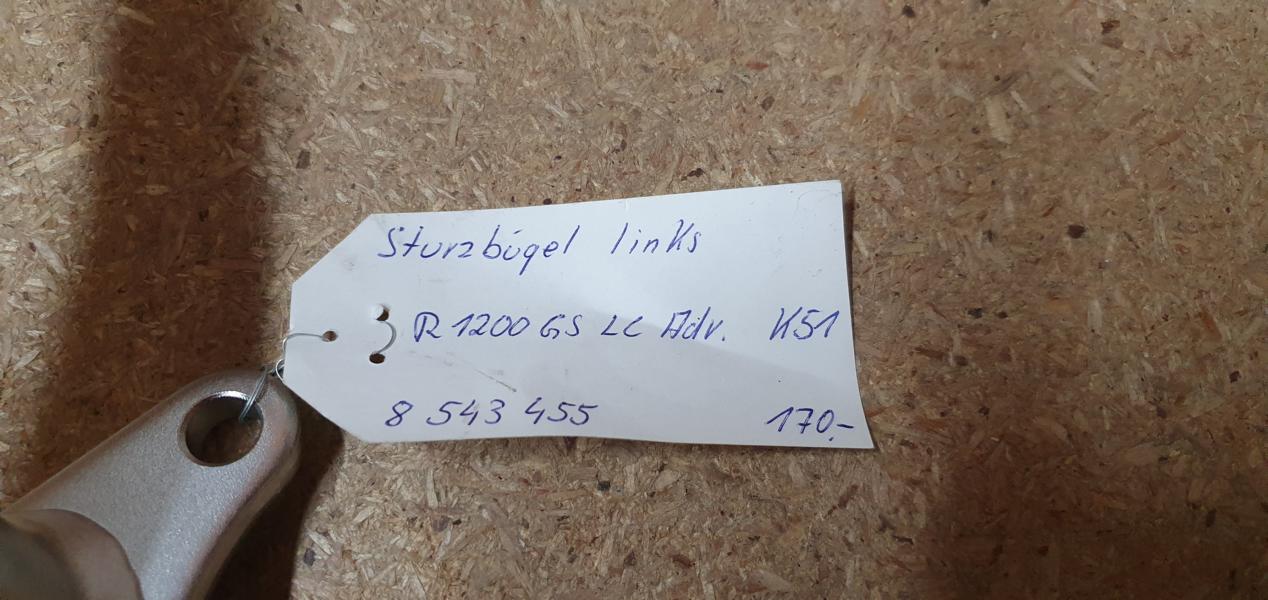 Sturzbügel links
R 1200 GS LC Adv. K51
8 543 455 170,-